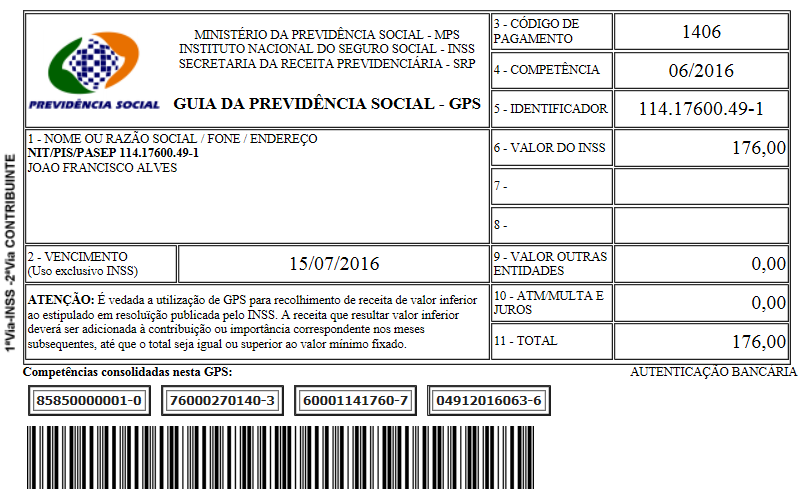 PREVIDÊNCIA SOCIAL
MINISTÉRIO DA PREVIDÊNCIA SOCIAL - MPS
INSTITUTO NACIONAL DO SEGURO SOCIAL - INSS
SECRETARIA DA RECEITA PREVIDENCIÁRIA - SRP
GUIA DA PREVIDÊNCIA SOCIAL - GPS
3 - CÓDIGO DE
PAGAMENTO
1406
4 - COMPETÊNCIA
06/2016
5 - IDENTIFICADOR
114.17600.49-1
1 - NOME OU RAZÃO SOCIAL / FONE / ENDEREÇO
NIT/PIS/PASEP 114.17600.49-1
JOAO FRANCISCO ALVES
6 - VALOR DO INSS
176,00
7 -
8 -
2 - VENCIMENTO
(Uso exclusivo INSS)
15/07/2016
9 - VALOR OUTRAS
ENTIDADES
0,00
ATENÇÃO: É vedada a utilização de GPS para recolhimento de receita de valor inferior
ao estipulado em resoluïção publicada pelo INSS. A receita que resultar valor inferior
deverá ser adicionada à contribuição ou importância correspondente nos meses
subsequentes, até que o total seja igual ou superior ao valor mínimo fixado.
10 - ATM/MULTA E
JUROS
0,00
11 - TOTAL
176,00
1ªVia-INSS -2ªVia CONTRIBUINTE
Competências consolidadas nesta GPS:
AUTENTICAÇÃO BANCÁRIA
85850000001-0
76000270140-3
60001141760-7
04912016063-6